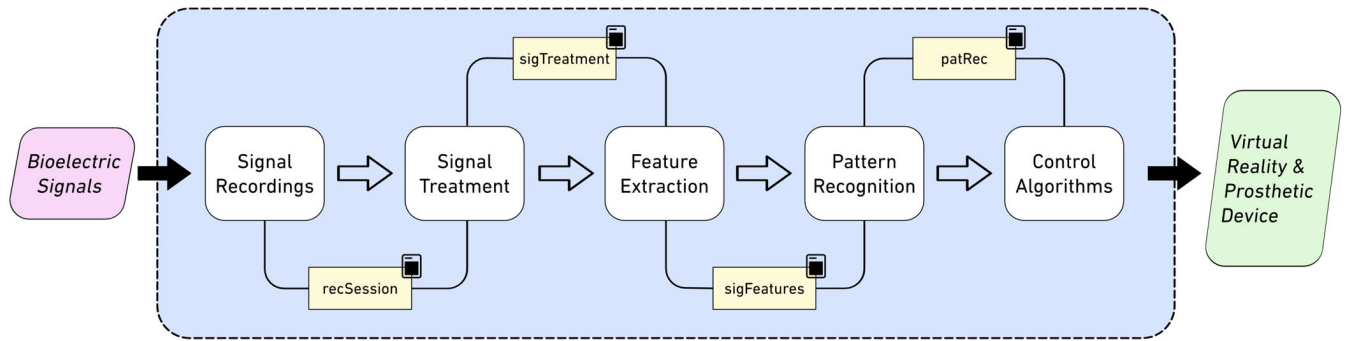 sigTreatment
patRec
Bioelectric
Signals
Signal
Recordings
Signal
Treatment
Feature
Extraction
Pattern
Recognition
Control
Algorithms
Virtual
Reality &
Prosthetic
Device
recSession
sigFeatures